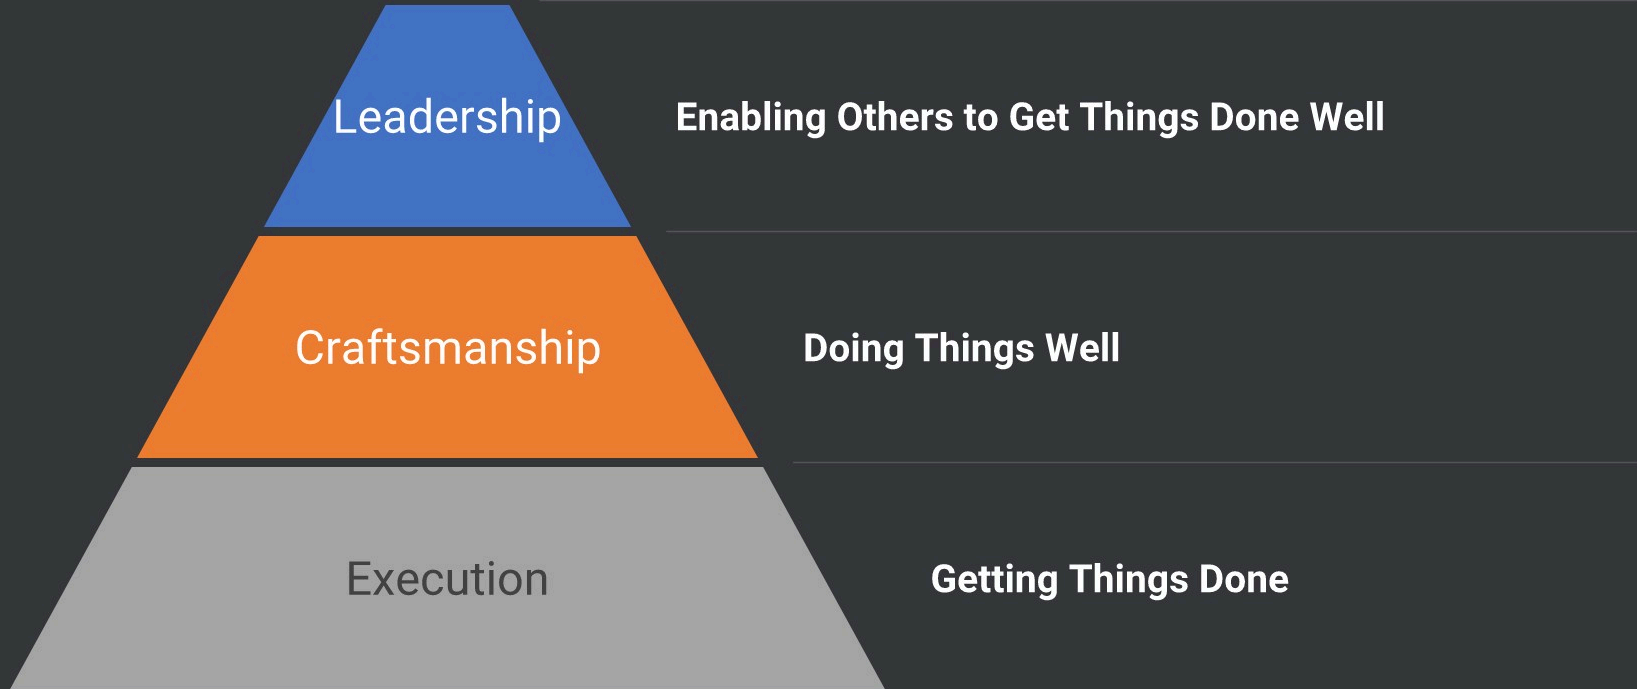 Leadership
Enabling Others to Get Things Done Well
Craftsmanship
Doing Things Well
Execution
Getting Things Done